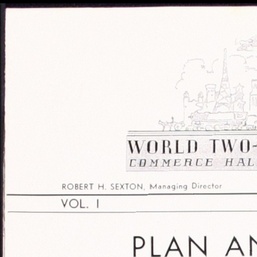 WORLD TWO-
COMMERCE HAL
ROBERT H. SEXTON, Managing Director
VOL. I
PLAN AN